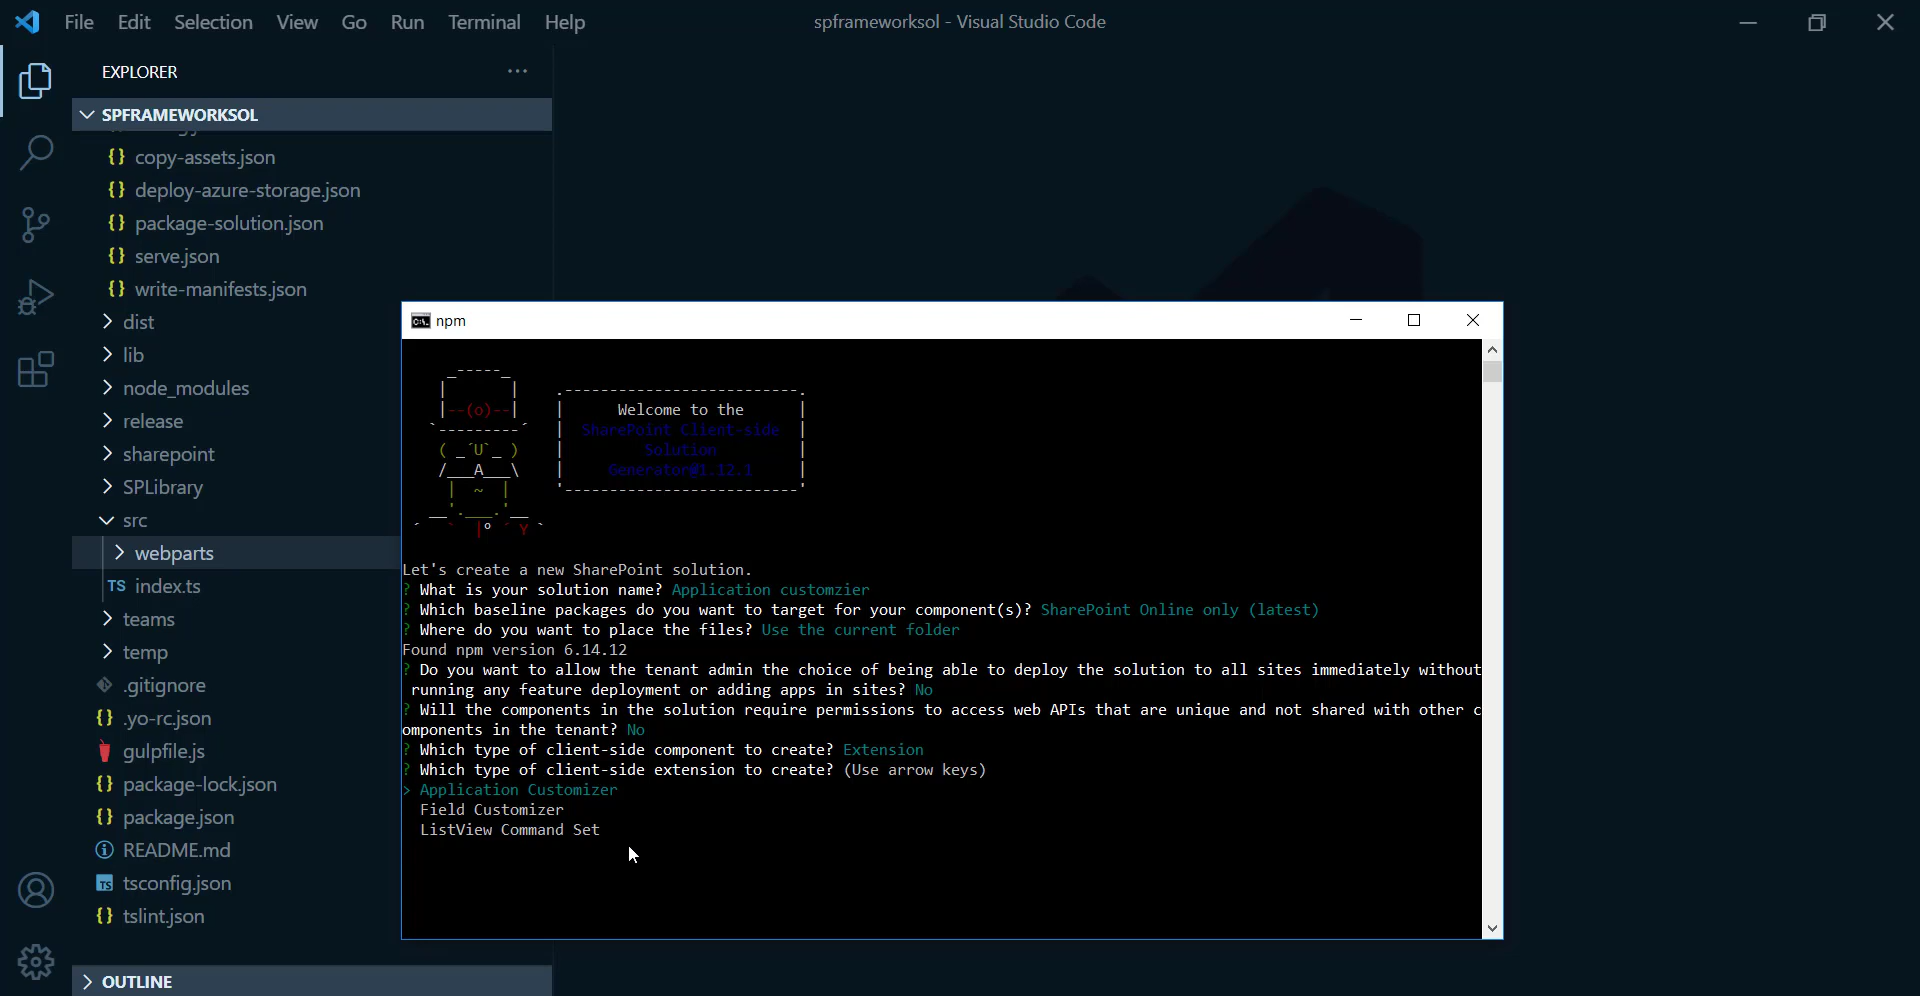 File Edit Selection View Go Run Terminal Help
spframeworksol - Visual Studio Code
EXPLORER
SPFRAMEWORKSOL
copy-assets.json
deploy-azure-storage.json
package-solution.json
serve.json
write-manifests.json
dist
lib
node_modules
release
sharepoint
SPLibrary
src
webparts
TS index.ts
teams
temp
.gitignore
.yo-rc.json
gulpfile.js
package-lock.json
package.json
README.md
TS tsconfig.json
tslint.json
OUTLINE
npm
Welcome to the
SharePoint Client-side
Solution
Generator@1.12.1
Let's create a new SharePoint solution.
? What is your solution name? Application customzier
? Which baseline packages do you want to target for your component(s)? SharePoint Online only (latest)
? Where do you want to place the files? Use the current folder
Found npm version 6.14.12
? Do you want to allow the tenant admin the choice of being able to deploy the solution to all sites immediately without
running any feature deployment or adding apps in sites? No
? Will the components in the solution require permissions to access web APIs that are unique and not shared with other c
omponents in the tenant? No
? Which type of client-side component to create? Extension
? Which type of client-side extension to create? (Use arrow keys)
> Application Customizer
Field Customizer
ListView Command Set